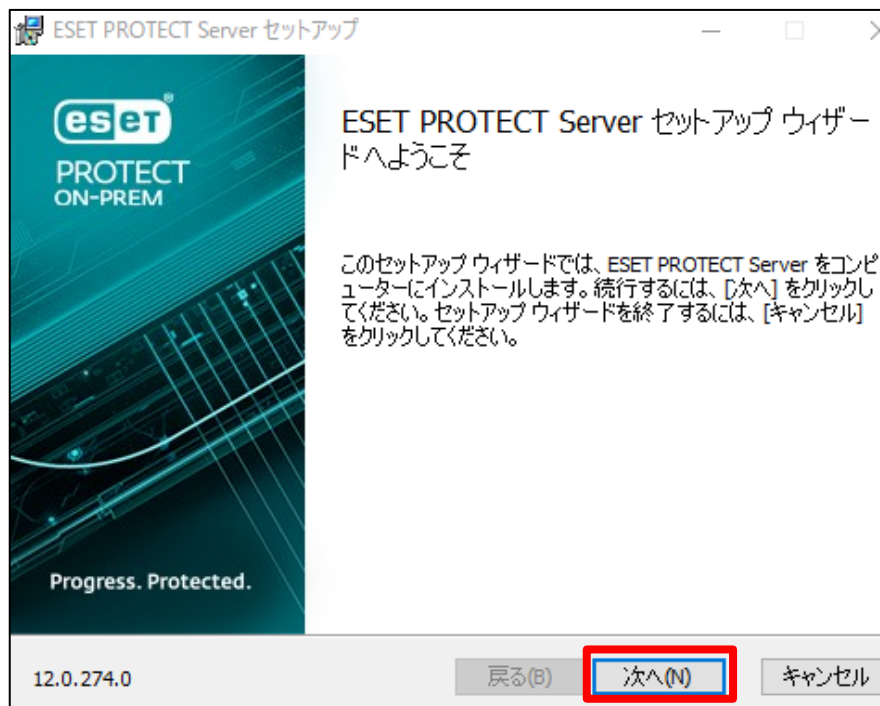 ESET PROTECT Server セットアップ
eset®
PROTECT
ON-PREM
ESET PROTECT Server セットアップ ウィザー
ドへようこそ
このセットアップ ウィザードでは、ESET PROTECT Server をコンピ
ューターにインストールします。続行するには、[次へ] をクリックし
てください。セットアップ ウィザードを終了するには、[キャンセル]
をクリックしてください。
Progress. Protected.
12.0.274.0
戻る(B)
次へ(N)
キャンセル